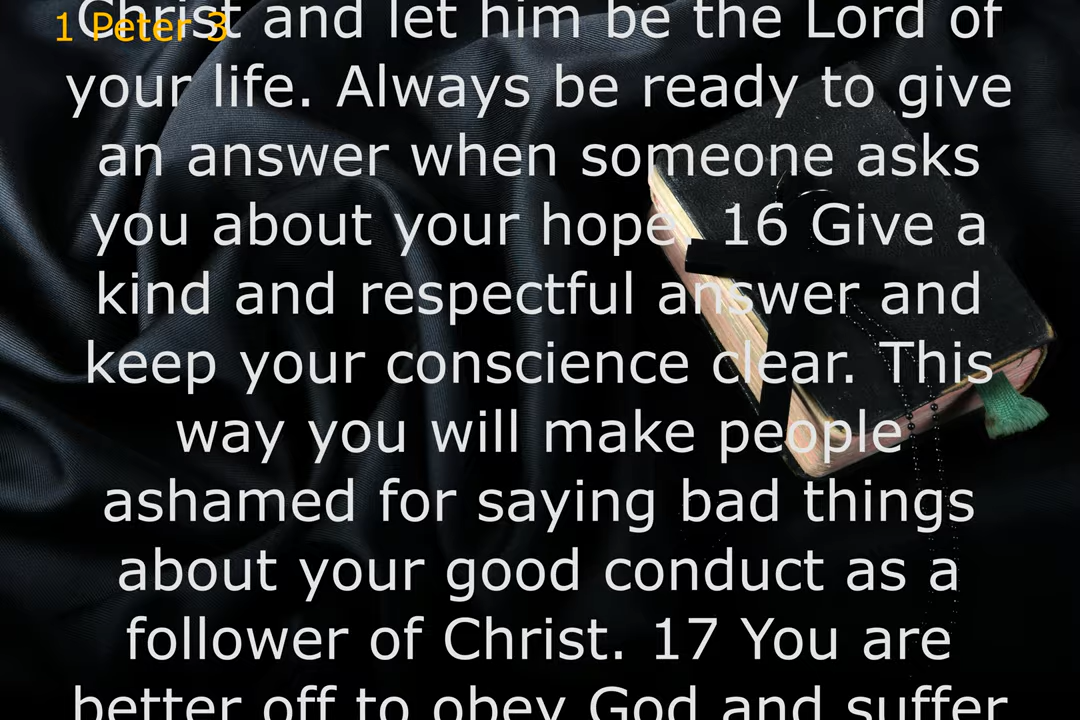 1 Peter 3
Christ and let him be the Lord of
your life. Always be ready to give
an answer when someone asks
you about your hope. 16 Give a
kind and respectful answer and
keep your conscience clear. This
way you will make people
ashamed for saying bad things
about your good conduct as a
follower of Christ. 17 You are
better off to obey God and suffer